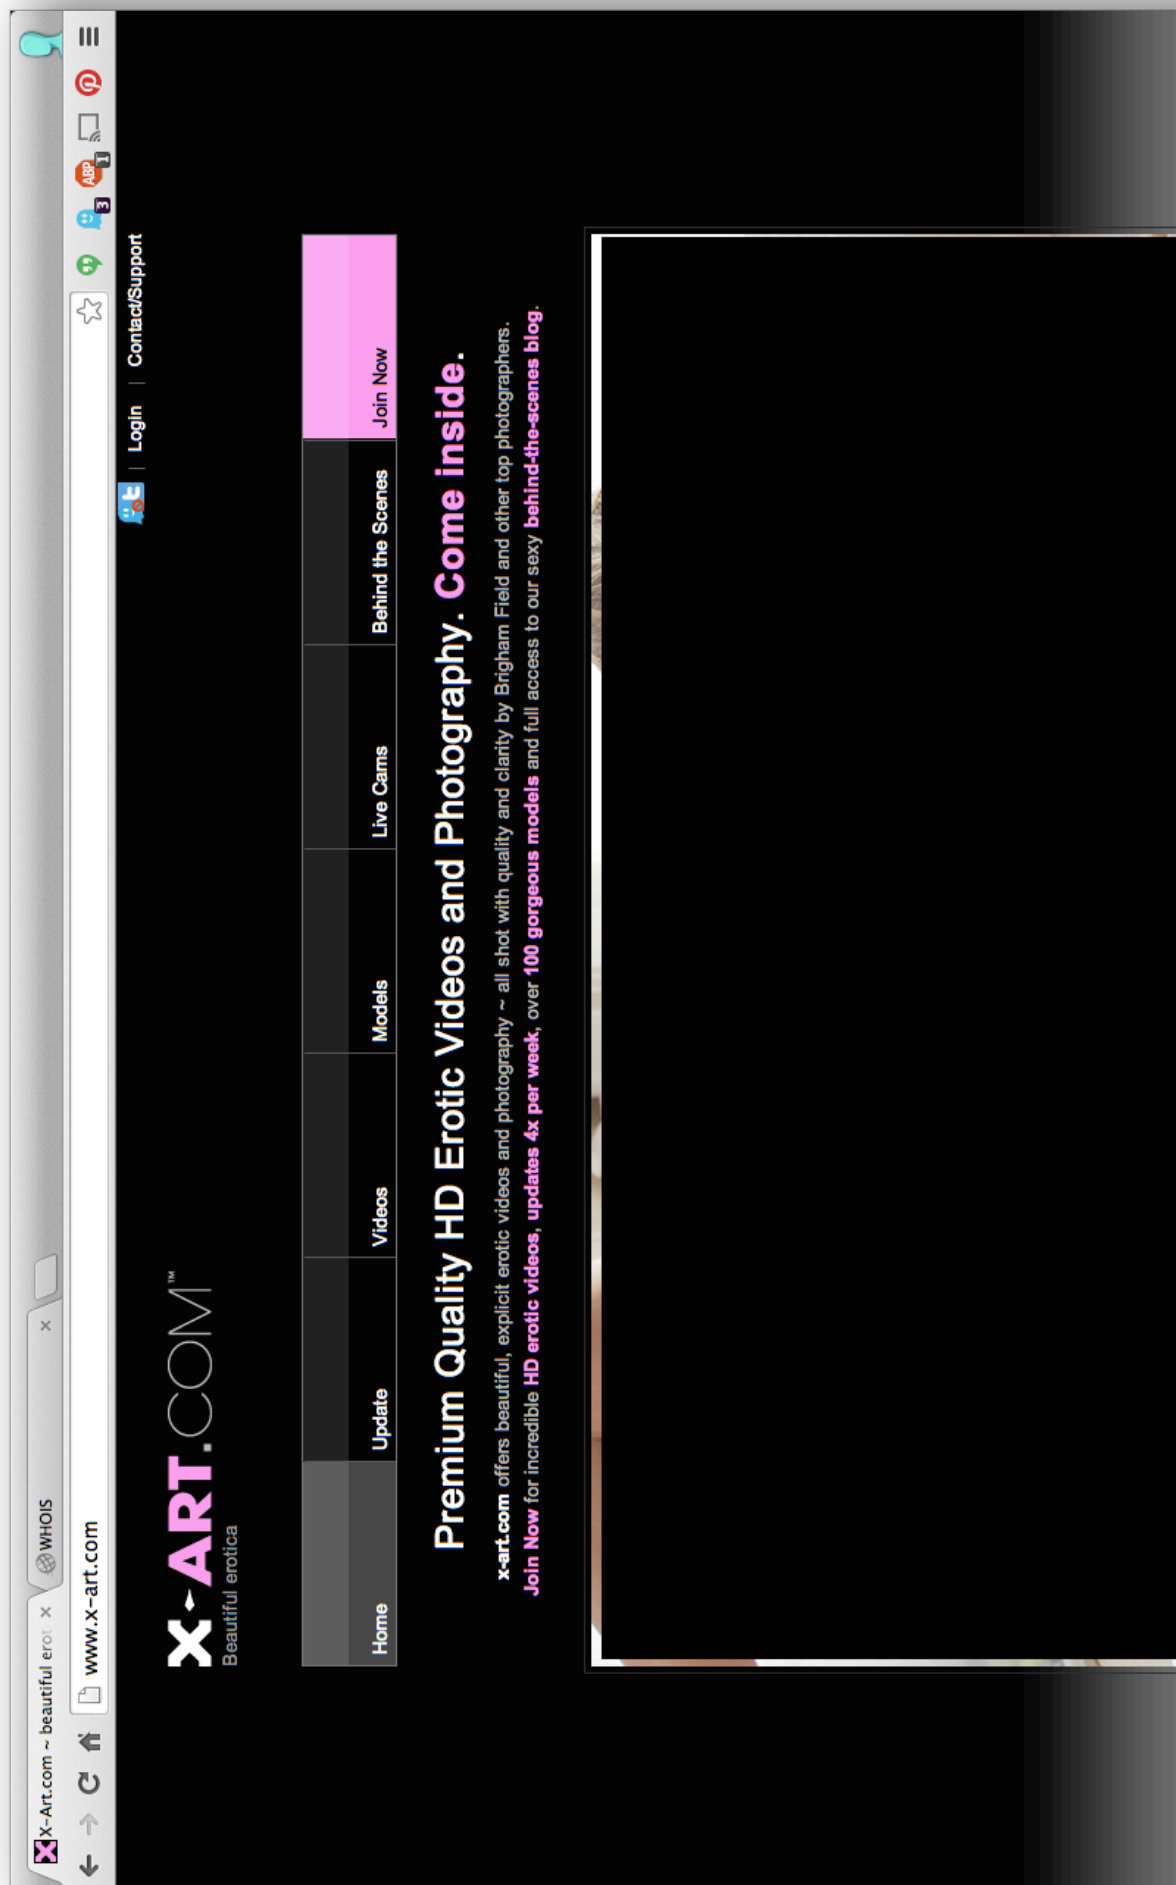 X-Art.com ~ beautiful erot
WHOIS
www.x-art.com
3
ABP
1
Login | Contact/Support
X-ART.COM™
Beautiful erotica
Home
Update
Videos
Models
Live Cams
Behind the Scenes
Join Now
Premium Quality HD Erotic Videos and Photography. Come inside.
x-art.com offers beautiful, explicit erotic videos and photography ~ all shot with quality and clarity by Brigham Field and other top photographers.
Join Now for incredible HD erotic videos, updates 4x per week, over 100 gorgeous models and full access to our sexy behind-the-scenes blog.